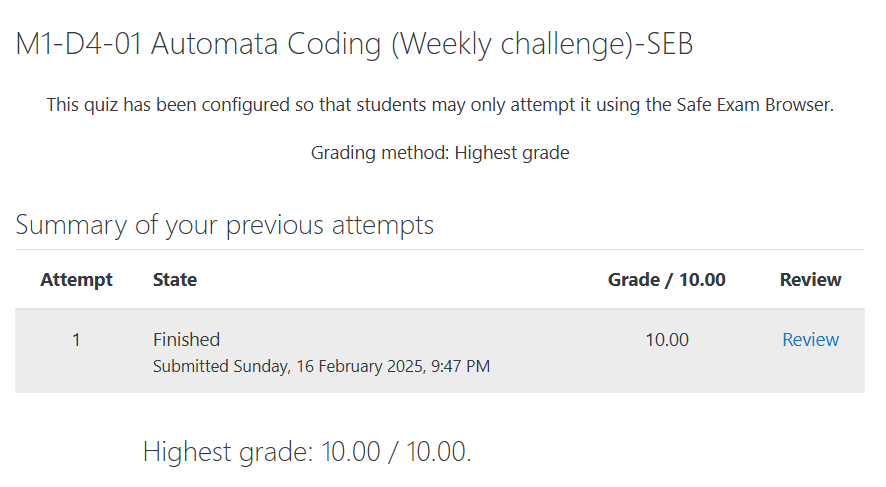 M1-D4-01 Automata Coding (Weekly challenge)-SEB
This quiz has been configured so that students may only attempt it using the Safe Exam Browser.
Grading method: Highest grade
Summary of your previous attempts
Attempt State Grade / 10.00 Review
1 Finished 10.00 Review
Submitted Sunday, 16 February 2025, 9:47 PM
Highest grade: 10.00 / 10.00.